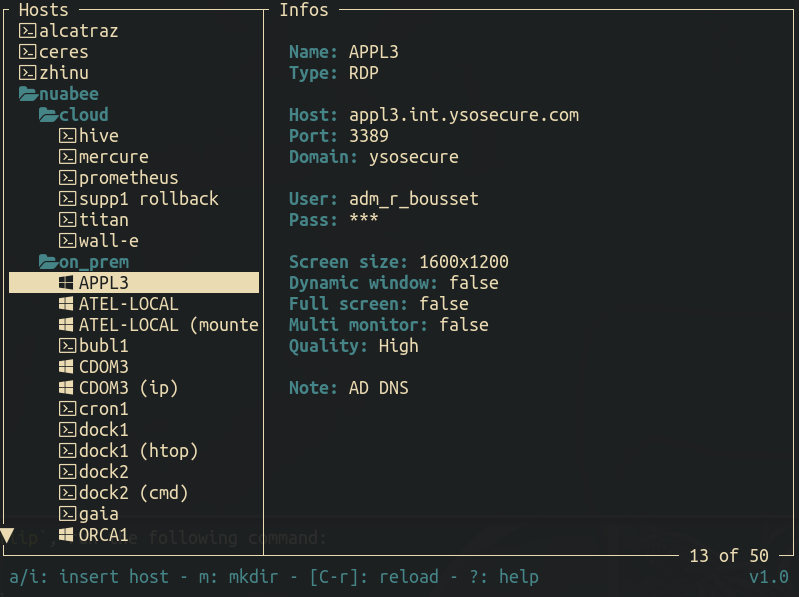 Hosts
alcatraz
ceres
zhinu
nuabee
cloud
hive
mercure
prometheus
supp1 rollback
titan
wall-e
on_prem
APPL3
ATEL-LOCAL
ATEL-LOCAL (mounte
bubl1
CDOM3
CDOM3 (ip)
cron1
dock1
dock1 (htop)
dock2
dock2 (cmd)
gaia
ORCA1
Infos
Name: APPL3
Type: RDP
Host: appl3.int.ysosecure.com
Port: 3389
Domain: ysosecure
User: adm_r_bousset
Pass: ***
Screen size: 1600x1200
Dynamic window: false
Full screen: false
Multi monitor: false
Quality: High
Note: AD DNS
following command:
13 of 50
a/i: insert host - m: mkdir - [C-r]: reload - ?: help
v1.0